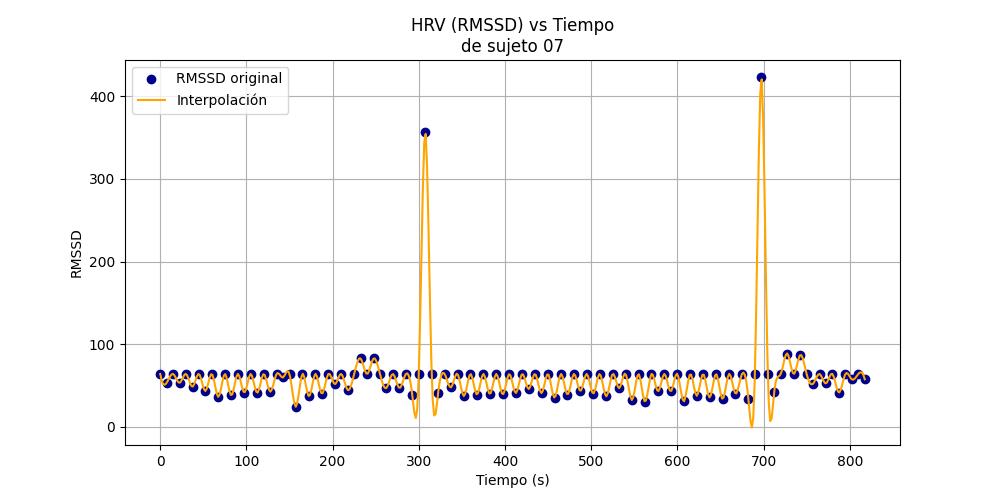 HRV (RMSSD) vs Tiempo
de sujeto 07
RMSSD original
Interpolación
400
300
200
100
0
RMSSD
0 100 200 300 400 500 600 700 800
Tiempo (s)